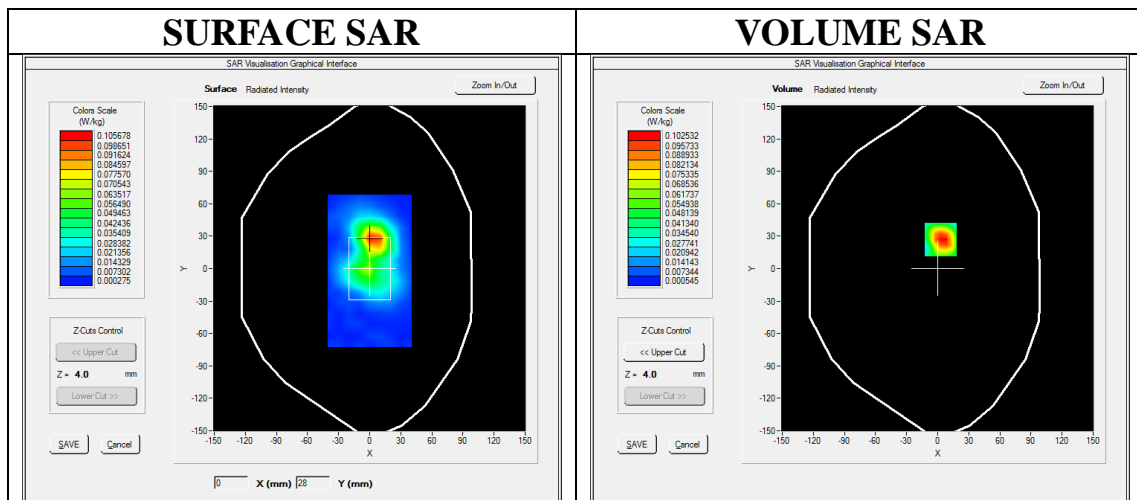 SURFACE SAR
SAR Visualisation Graphical Interface
Surface Radiated Intensity
Zoom In/Out
Colors Scale
(W/kg)
0.105678
0.098651
0.091624
0.084597
0.077570
0.070543
0.063517
0.056490
0.049463
0.042436
0.035409
0.028382
0.021356
0.014329
0.007302
0.000275
Z-Cuts Control
<< Upper Cut
Z = 4.0 mm
Lower Cut >>
SAVE Cancel
150
120
90
60
30
0
-30
-60
-90
-120
-150
Y
-150 -120 -90 -60 -30 0 30 60 90 120 150
X
0 X (mm) 28 Y (mm)
VOLUME SAR
SAR Visualisation Graphical Interface
Volume Radiated Intensity
Zoom In/Out
Colors Scale
(W/kg)
0.102532
0.095733
0.088933
0.082134
0.075335
0.068536
0.061737
0.054938
0.048139
0.041340
0.034540
0.027741
0.020942
0.014143
0.007344
0.000545
Z-Cuts Control
<< Upper Cut
Z = 4.0 mm
Lower Cut >>
SAVE Cancel
150
120
90
60
30
0
-30
-60
-90
-120
-150
Y
-150 -120 -90 -60 -30 0 30 60 90 120 150
X